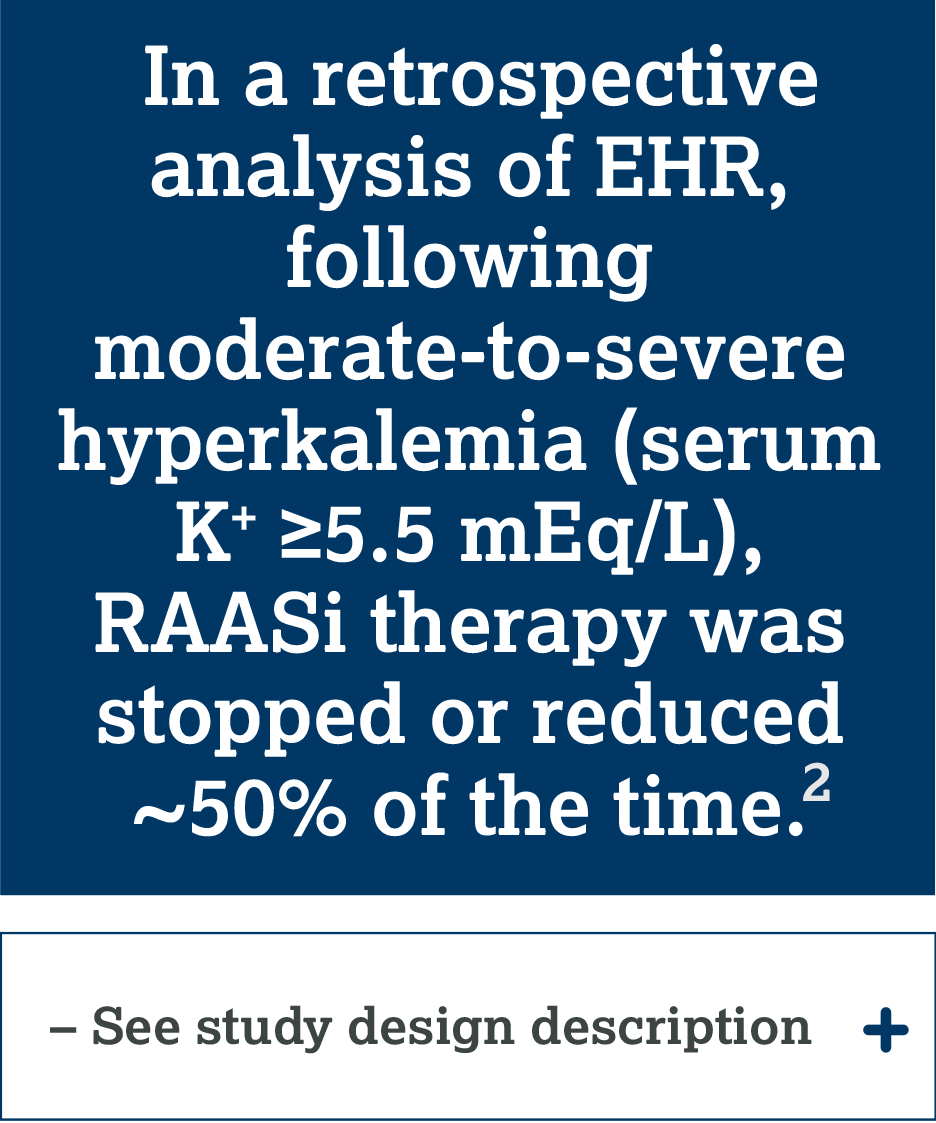 In a retrospective
analysis of EHR,
following
moderate-to-severe
hyperkalemia (serum
K⁺ ≥5.5 mEq/L),
RAASi therapy was
stopped or reduced
~50% of the time.²
– See study design description +